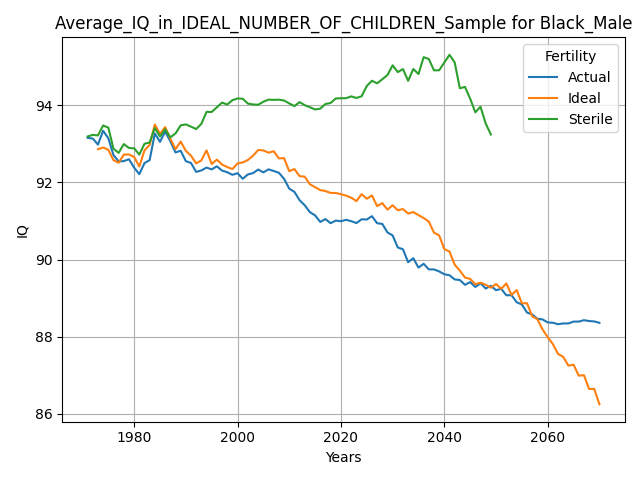 Average_IQ_in_IDEAL_NUMBER_OF_CHILDREN_Sample for Black_Male
Fertility
Actual
Ideal
Sterile
94
92
90
88
86
IQ
1980
2000
2020
2040
2060
Years